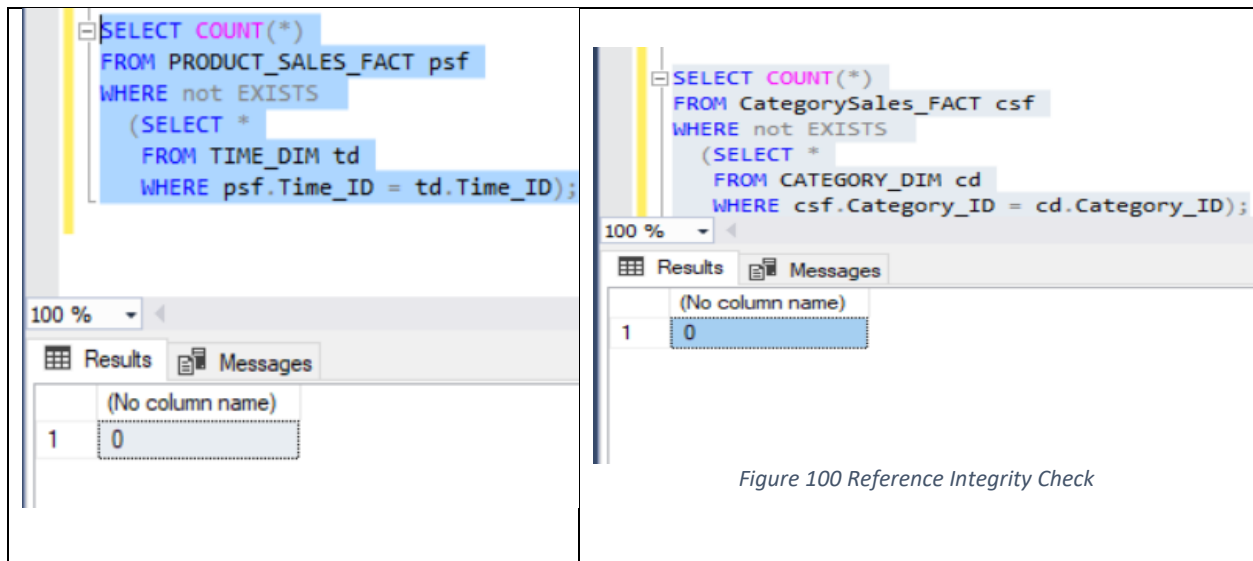 SELECT COUNT(*)
FROM PRODUCT_SALES_FACT psf
WHERE not EXISTS
(SELECT *
FROM TIME_DIM td
WHERE psf.Time_ID = td.Time_ID);
100 %
Results Messages
(No column name)
1 0
SELECT COUNT(*)
FROM CategorySales_FACT csf
WHERE not EXISTS
(SELECT *
FROM CATEGORY_DIM cd
WHERE csf.Category_ID = cd.Category_ID);
100 %
Results Messages
(No column name)
1 0
Figure 100 Reference Integrity Check